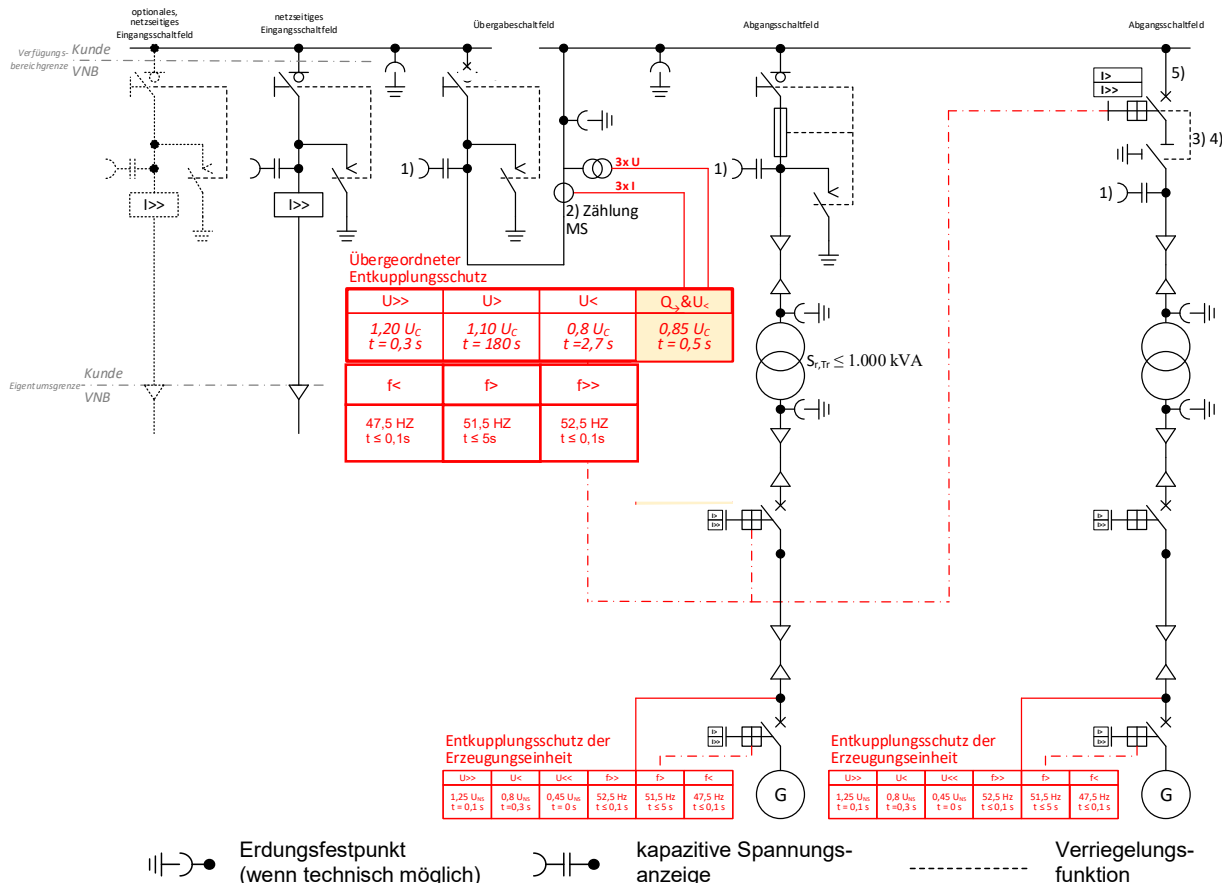 optionales,
netzseitiges
Eingangsschaltfeld
netzseitiges
Eingangsschaltfeld
Übergabeschaltfeld
Abgangsschaltfeld
Abgangsschaltfeld
Verfügungs-
bereichgrenze
Kunde
VNB
I>
I>>
5)
3) 4)
1)
1)
1)
3x U
3x I
I>>
I>>
2) Zählung
MS
Übergeordneter
Entkupplungsschutz
U>> U> U< Q→&U<
1,20 UC 1,10 UC 0,8 UC 0,85 UC
t = 0,3 s t = 180 s t =2,7 s t = 0,5 s
Sr,Tr ≤ 1.000 kVA
Eigentumsgrenze
Kunde
VNB
f< f> f>>
47,5 HZ 51,5 HZ 52,5 HZ
t ≤ 0,1s t ≤ 5s t ≤ 0,1s
I>
I>>
I>
I>>
I>
I>>
I>
I>>
Entkupplungsschutz der
Erzeugungseinheit
U>> U< U<< f>> f> f<
1,25 UNS 0,8 UNS 0,45 UNS 52,5 Hz 51,5 Hz 47,5 Hz
t = 0,1 s t =0,3 s t = 0 s t ≤ 0,1 s t ≤ 5 s t ≤ 0,1 s
G
Entkupplungsschutz der
Erzeugungseinheit
U>> U< U<< f>> f> f<
1,25 UNS 0,8 UNS 0,45 UNS 52,5 Hz 51,5 Hz 47,5 Hz
t = 0,1 s t =0,3 s t = 0 s t ≤ 0,1 s t ≤ 5 s t ≤ 0,1 s
G
Erdungsfestpunkt
(wenn technisch möglich)
kapazitive Spannungs-
anzeige
Verriegelungs-
funktion